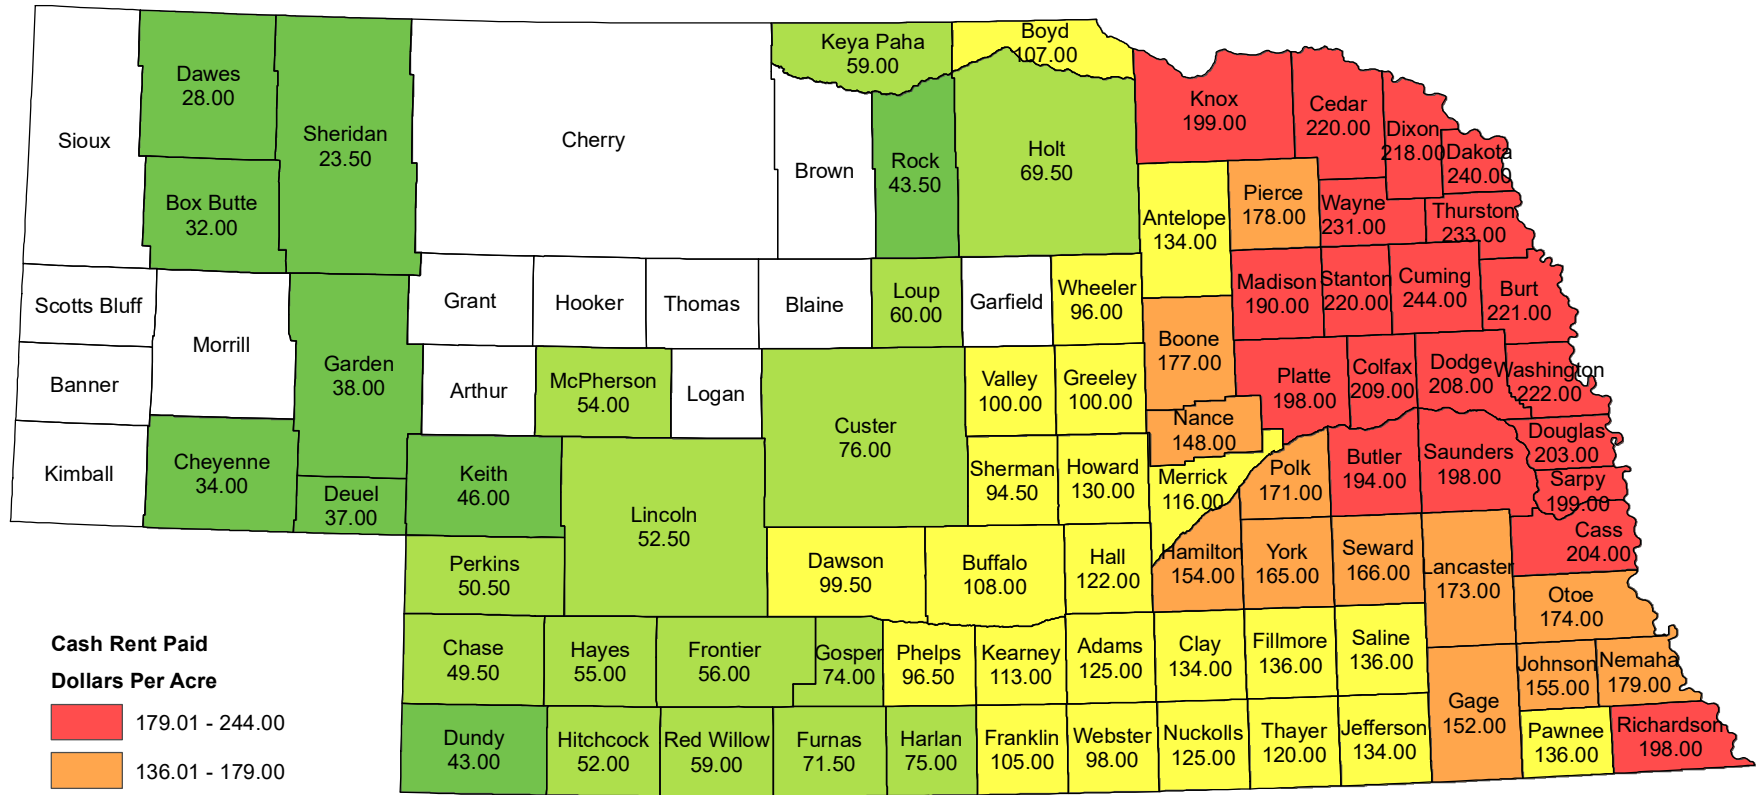 Boyd
107.00
Keya Paha
59.00
Dawes
28.00
Sheridan
23.50
Sioux
Cherry
Brown
Rock
43.50
Holt
69.50
Knox
199.00
Cedar
220.00
Dixon
218.00
Dakota
240.00
Box Butte
32.00
Antelope
134.00
Pierce
178.00
Wayne
231.00
Thurston
233.00
Scotts Bluff
Morrill
Garden
38.00
Grant
Hooker
Thomas
Blaine
Loup
60.00
Garfield
Wheeler
96.00
Boone
177.00
Madison
190.00
Stanton
220.00
Cuming
244.00
Burt
221.00
Banner
Arthur
McPherson
54.00
Logan
Custer
76.00
Valley
100.00
Greeley
100.00
Nance
148.00
Platte
198.00
Colfax
209.00
Dodge
208.00
Washington
222.00
Kimball
Cheyenne
34.00
Deuel
37.00
Keith
46.00
Lincoln
52.50
Sherman
94.50
Howard
130.00
Merrick
116.00
Polk
171.00
Butler
194.00
Saunders
198.00
Douglas
203.00
Sarpy
199.00
Perkins
50.50
Dawson
99.50
Buffalo
108.00
Hall
122.00
Hamilton
154.00
York
165.00
Seward
166.00
Lancaster
173.00
Cass
204.00
Otoe
174.00
Chase
49.50
Hayes
55.00
Frontier
56.00
Gosper
74.00
Phelps
96.50
Kearney
113.00
Adams
125.00
Clay
134.00
Fillmore
136.00
Saline
136.00
Gage
152.00
Johnson
155.00
Nemaha
179.00
Dundy
43.00
Hitchcock
52.00
Red Willow
59.00
Furnas
71.50
Harlan
75.00
Franklin
105.00
Webster
98.00
Nuckolls
125.00
Thayer
120.00
Jefferson
134.00
Pawnee
136.00
Richardson
198.00
Cash Rent Paid
Dollars Per Acre
179.01 - 244.00
136.01 - 179.00